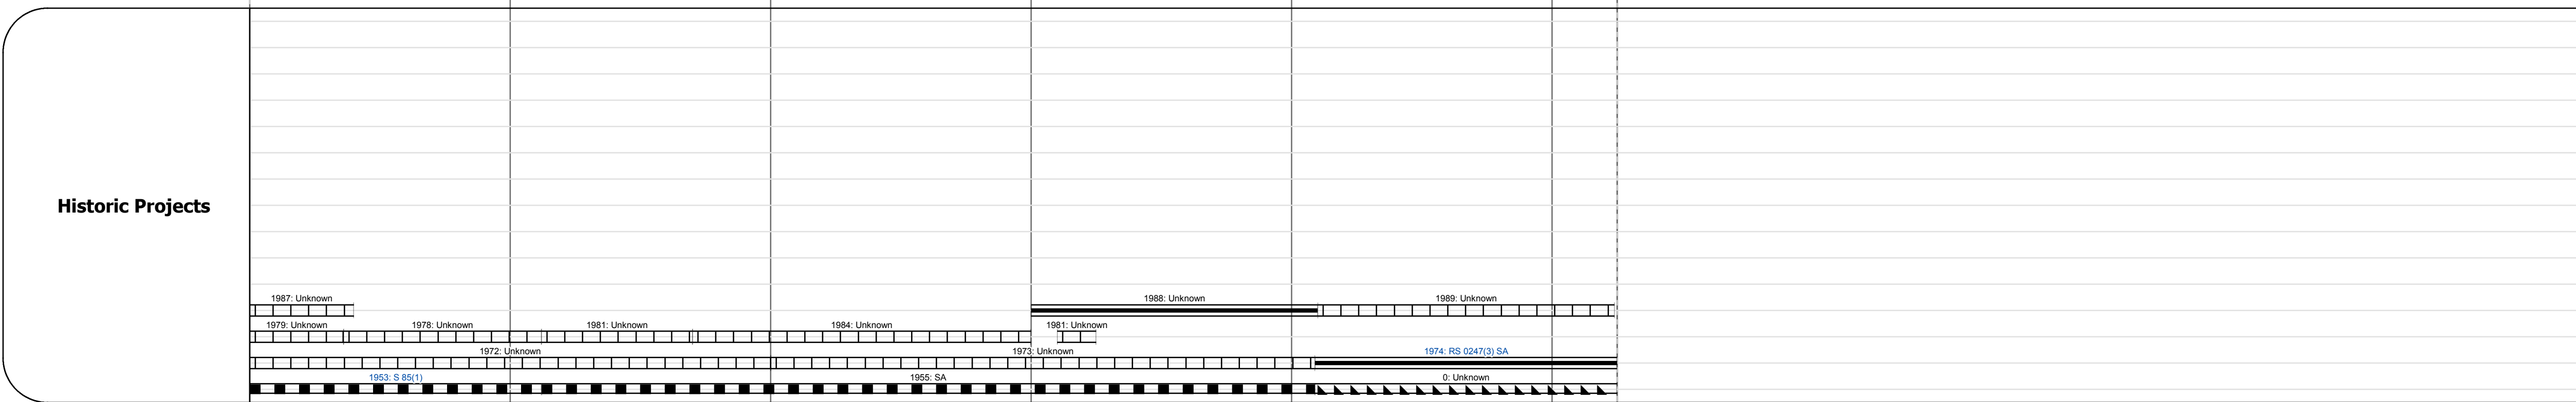 Historic Projects
1987: Unknown
1988: Unknown
1989: Unknown
1979: Unknown
1978: Unknown
1981: Unknown
1984: Unknown
1981: Unknown
1972: Unknown
1973: Unknown
1974: RS 0247(3) SA
1953: S 85(1)
1955: SA
0: Unknown